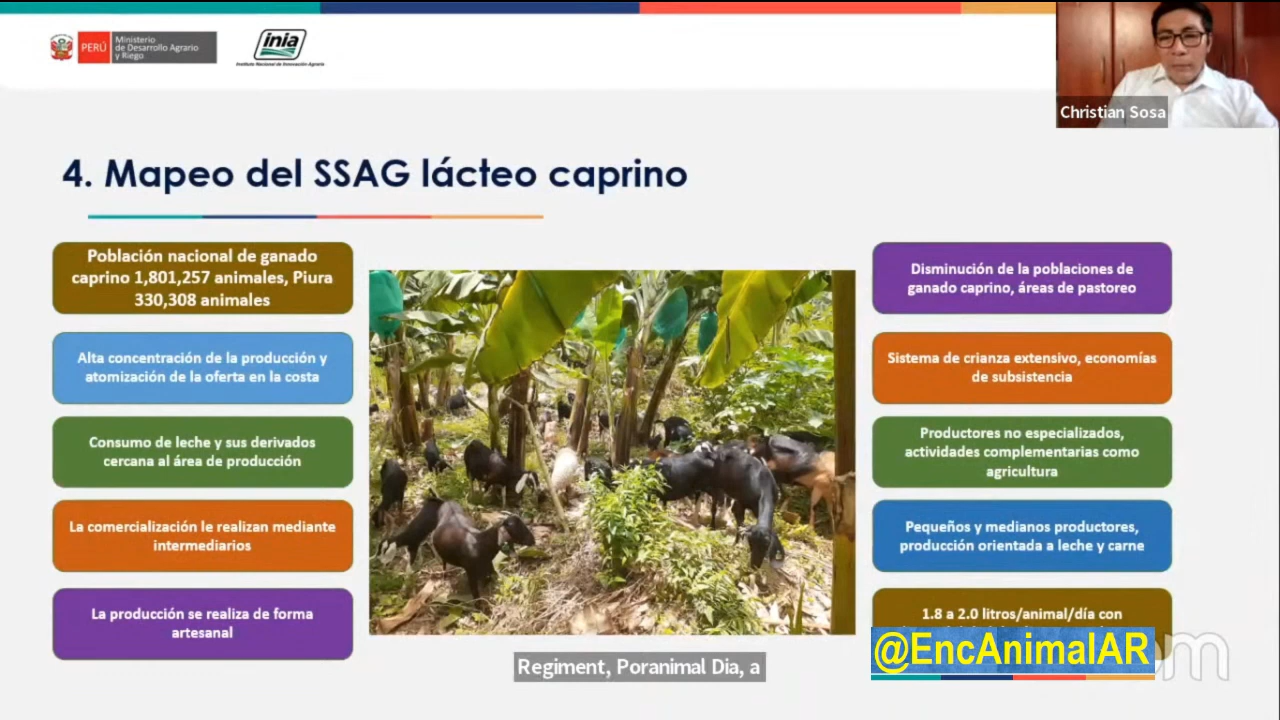 PERÚ
Ministerio
de Desarrollo Agrario
y Riego
inia
Instituto Nacional de Innovación Agraria
Christian Sosa
4. Mapeo del SSAG lácteo caprino
Población nacional de ganado
caprino 1,801,257 animales, Piura
330,308 animales
Alta concentración de la producción y
atomización de la oferta en la costa
Consumo de leche y sus derivados
cercana al área de producción
La comercialización le realizan mediante
intermediarios
La producción se realiza de forma
artesanal
Disminución de la poblaciones de
ganado caprino, áreas de pastoreo
Sistema de crianza extensivo, economías
de subsistencia
Productores no especializados,
actividades complementarias como
agricultura
Pequeños y medianos productores,
producción orientada a leche y carne
1.8 a 2.0 litros/animal/día con
@EncAnimalAR
Regiment, Poranimal Dia, a